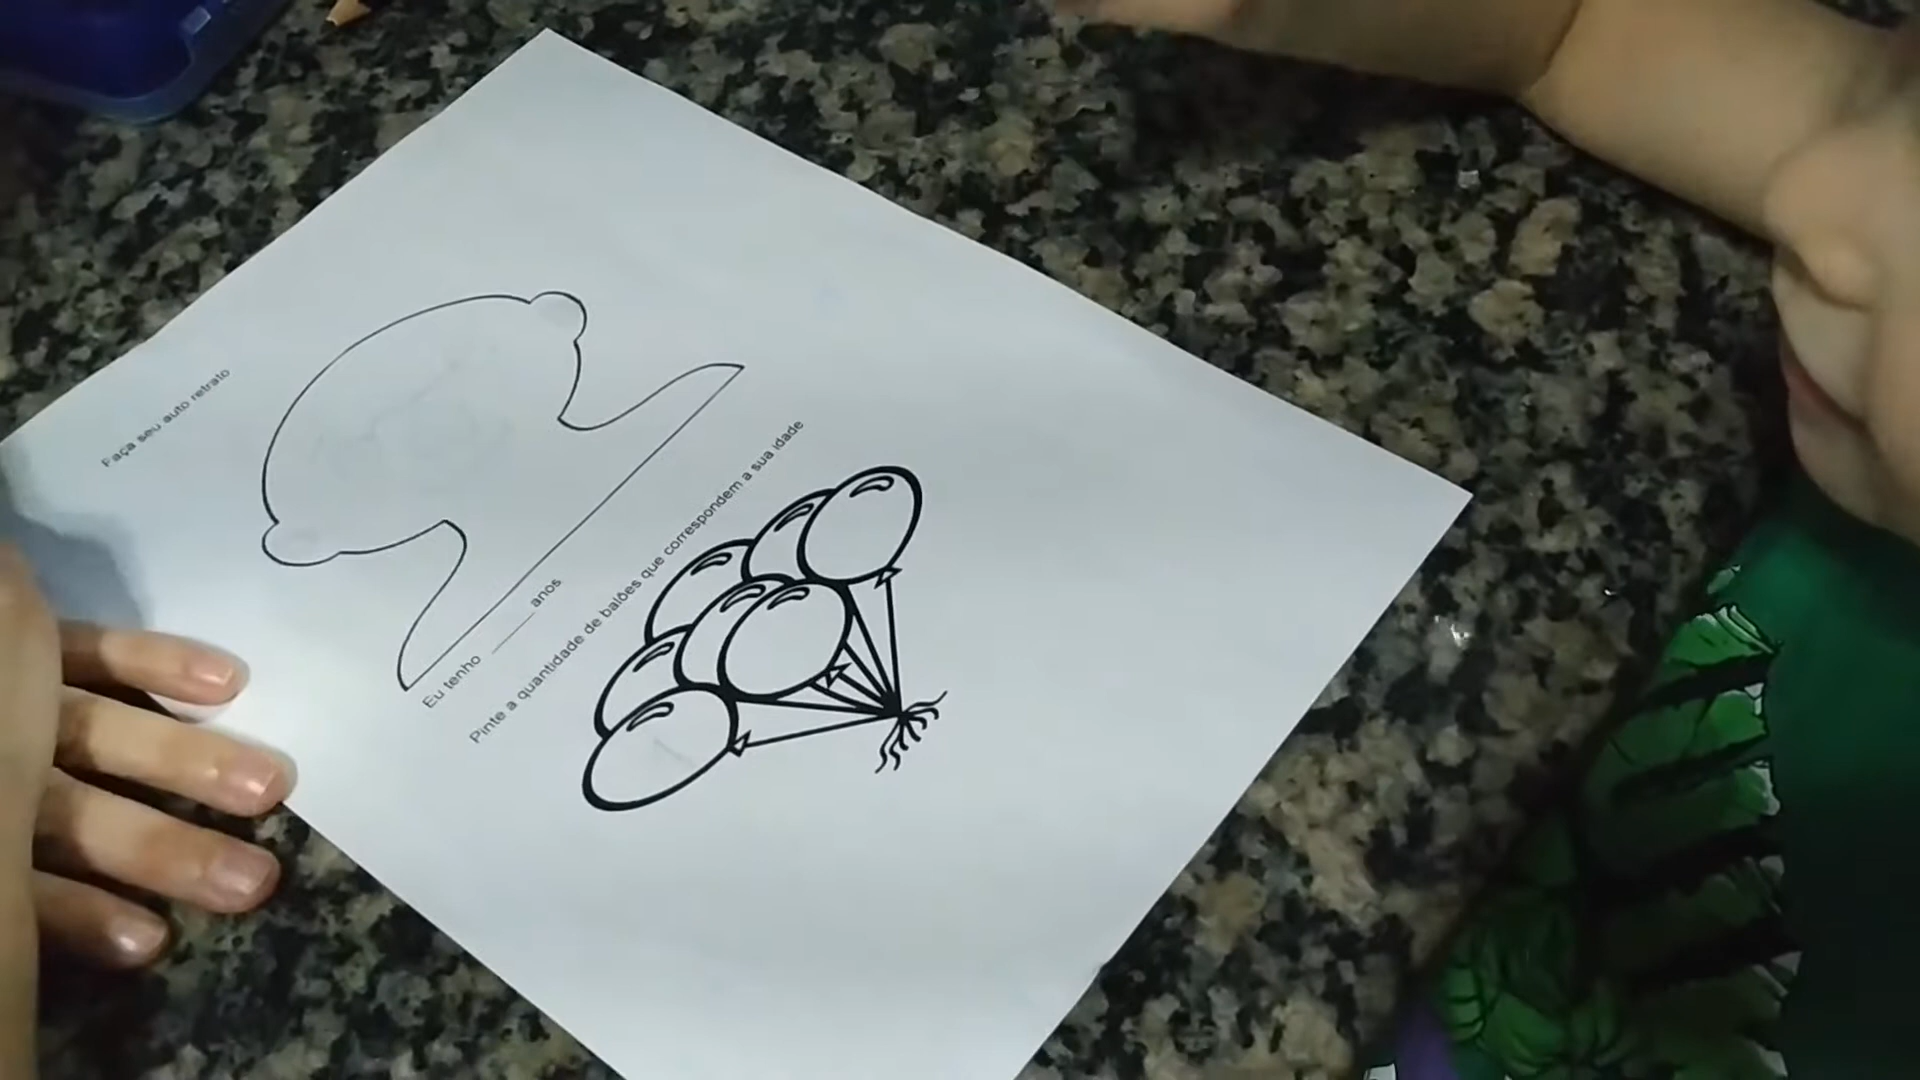 Faça seu auto retrato
Eu tenho ______ anos
Pinte a quantidade de balões que correspondem a sua idade